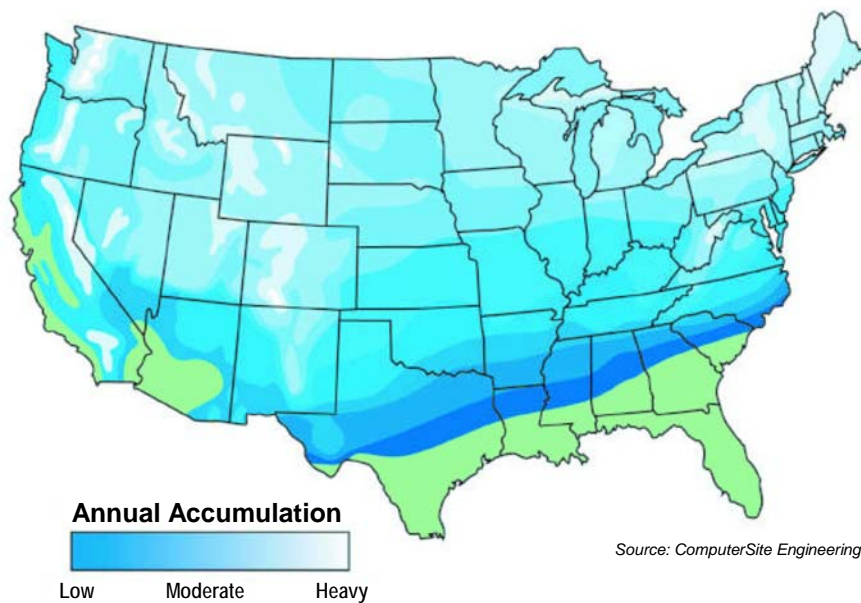 Annual Accumulation
Low Moderate Heavy
Source: ComputerSite Engineering